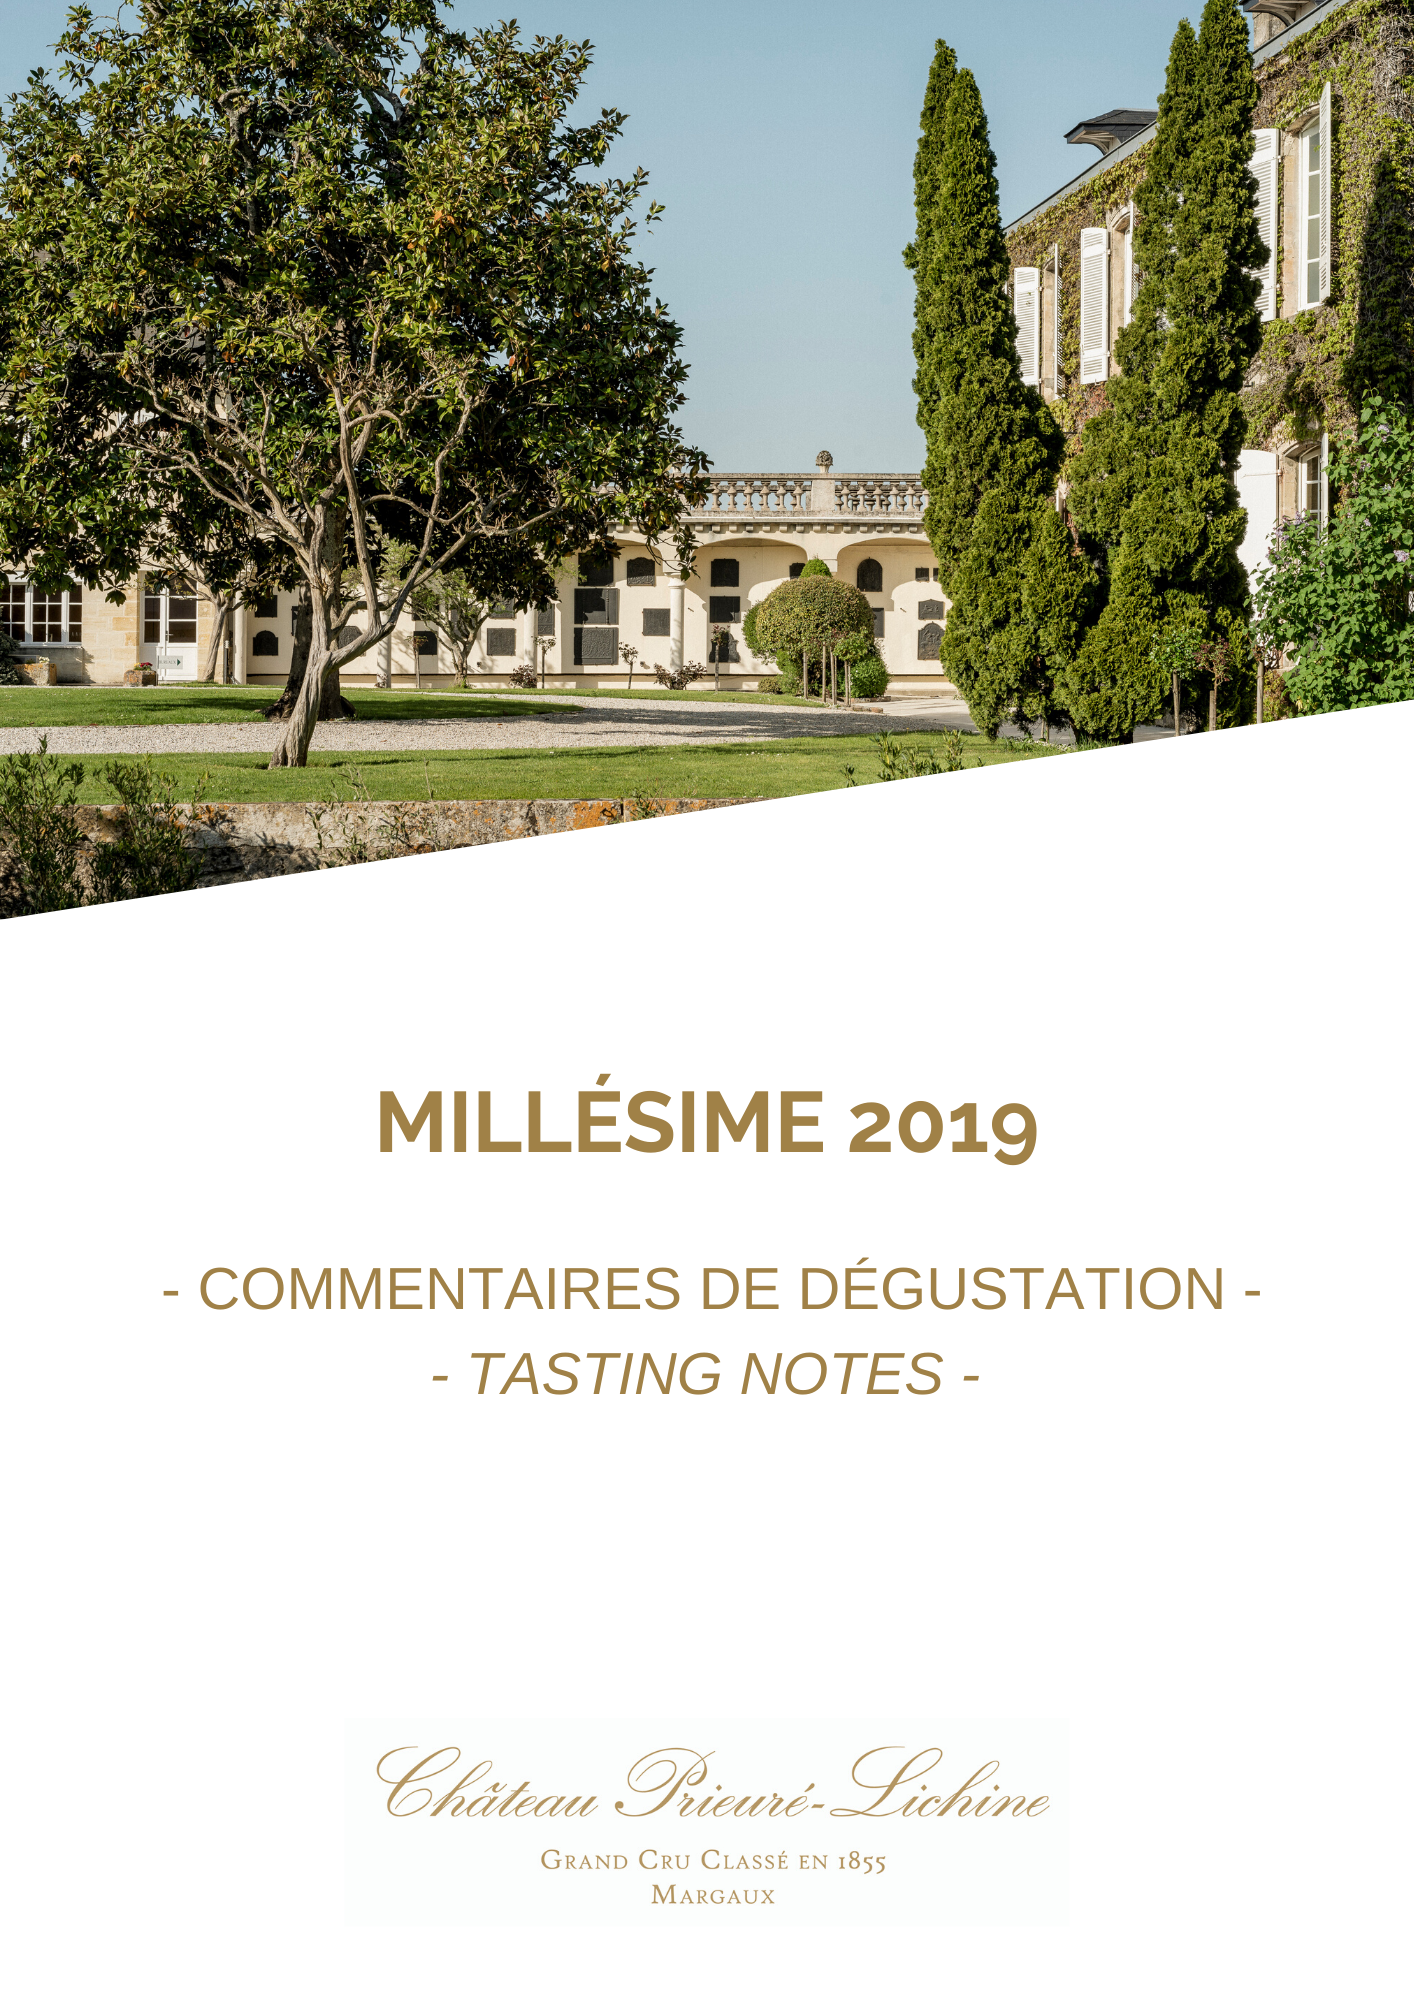 MILLÉSIME 2019
- COMMENTAIRES DE DÉGUSTATION -
- TASTING NOTES -
Château Prieuré-Lichine
GRAND CRU CLASSÉ EN 1855
MARGAUX